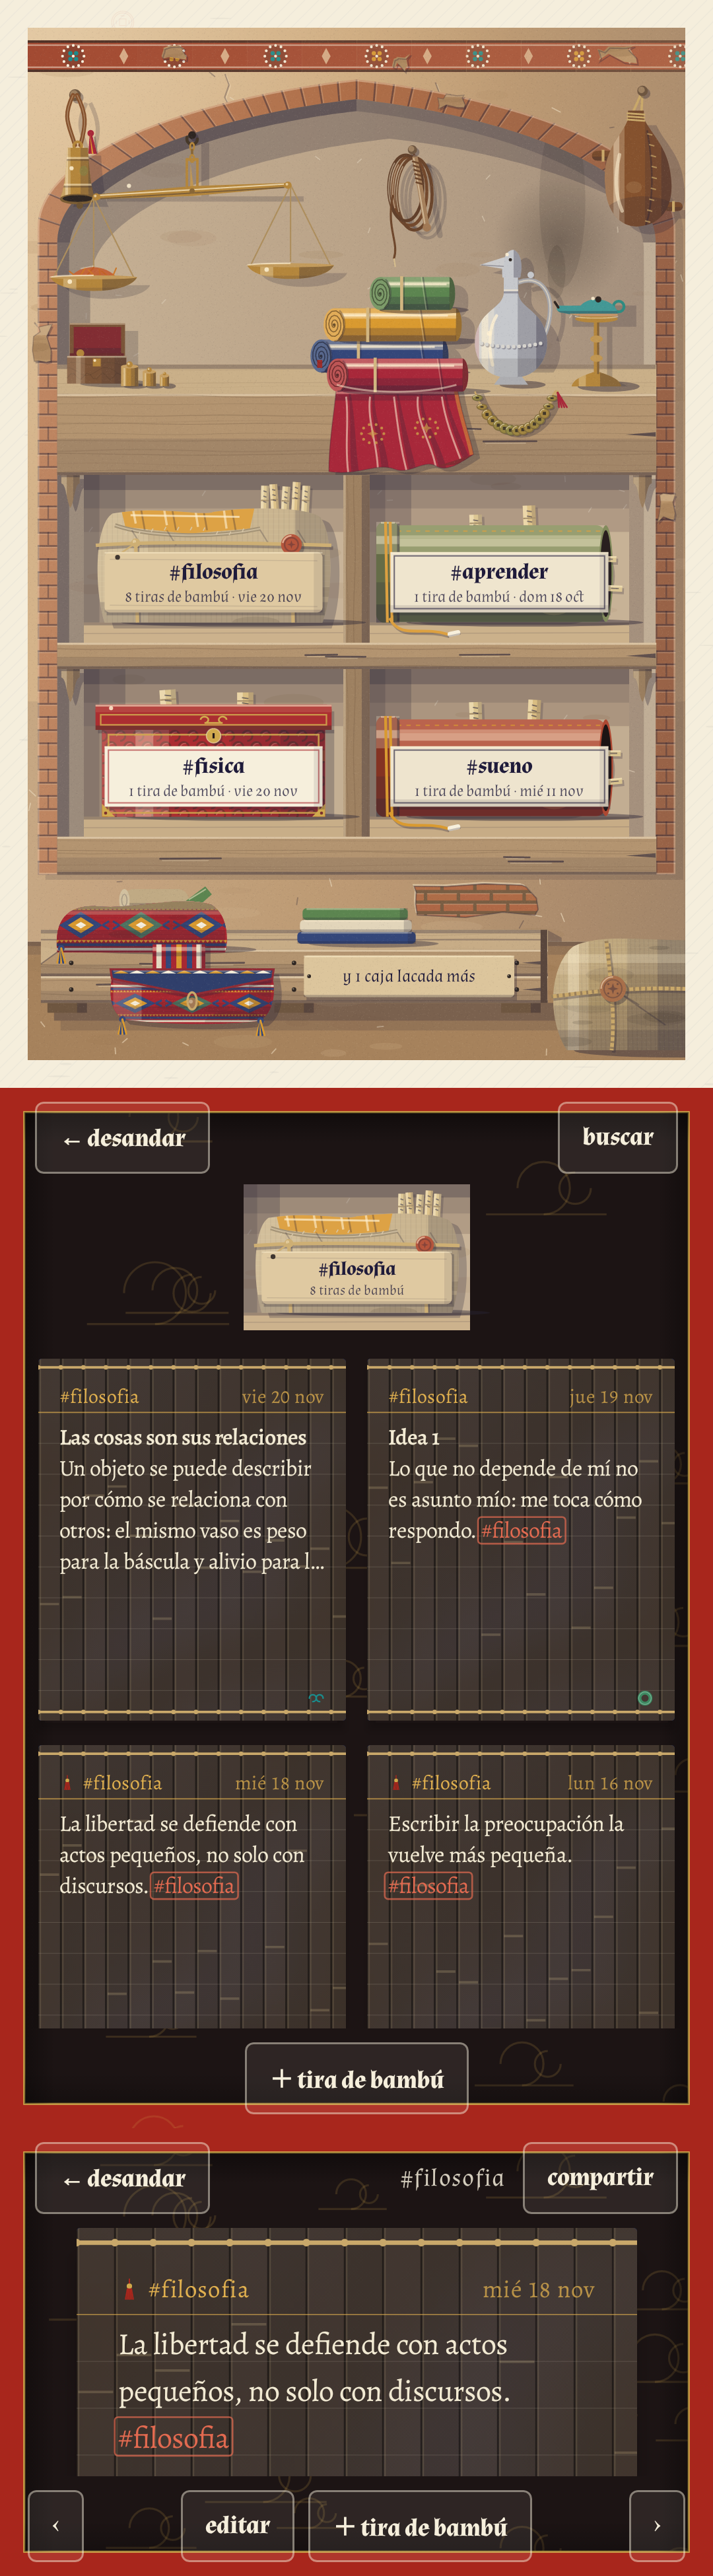 #filosofia
8 tiras de bambú · vie 20 nov
#aprender
1 tira de bambú · dom 18 oct
#fisica
1 tira de bambú · vie 20 nov
#sueno
1 tira de bambú · mié 11 nov
y 1 caja lacada más
← desandar
buscar
#filosofia
8 tiras de bambú
#filosofia vie 20 nov
Las cosas son sus relaciones
Un objeto se puede describir
por cómo se relaciona con
otros: el mismo vaso es peso
para la báscula y alivio para l...
#filosofia jue 19 nov
Idea 1
Lo que no depende de mí no
es asunto mío: me toca cómo
respondo. #filosofia
#filosofia mié 18 nov
La libertad se defiende con
actos pequeños, no solo con
discursos. #filosofia
#filosofia lun 16 nov
Escribir la preocupación la
vuelve más pequeña.
#filosofia
+ tira de bambú
← desandar
#filosofia
compartir
#filosofia mié 18 nov
La libertad se defiende con actos
pequeños, no solo con discursos.
#filosofia
‹
editar
+ tira de bambú
›